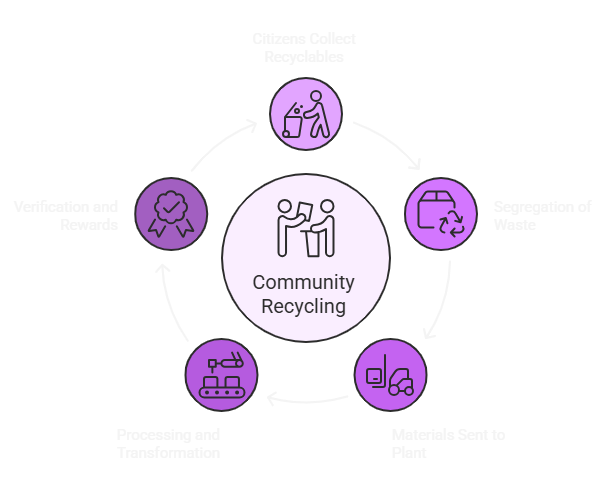 Citizens Collect
Recyclables
Verification and
Rewards
Segregation of
Waste
Community
Recycling
Processing and
Transformation
Materials Sent to
Plant